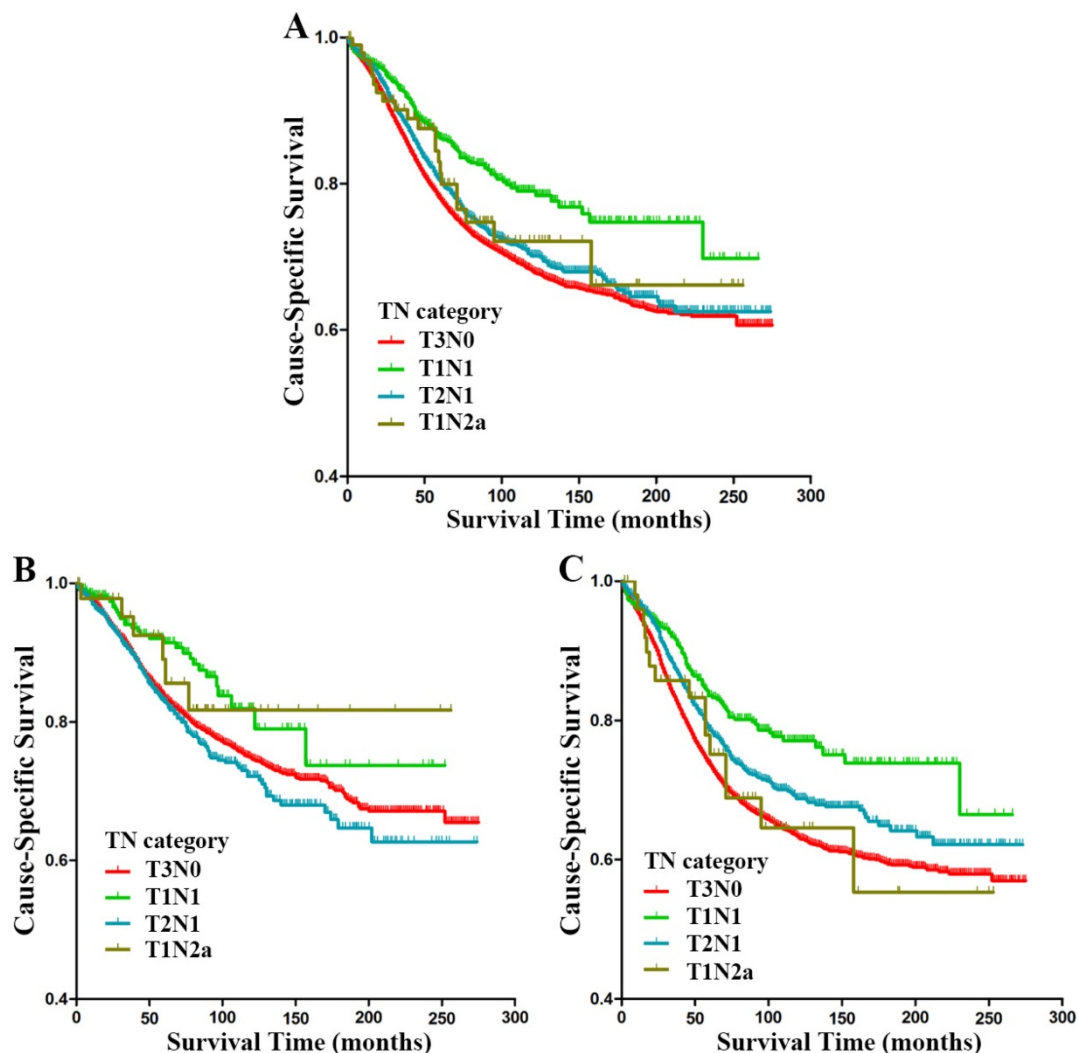 A
1.0
0.8
0.6
0.4
Cause-Specific Survival
TN category
T3N0
T1N1
T2N1
T1N2a
0 50 100 150 200 250 300
Survival Time (months)
B
1.0
0.8
0.6
0.4
Cause-Specific Survival
TN category
T3N0
T1N1
T2N1
T1N2a
0 50 100 150 200 250 300
Survival Time (months)
C
1.0
0.8
0.6
0.4
Cause-Specific Survival
TN category
T3N0
T1N1
T2N1
T1N2a
0 50 100 150 200 250 300
Survival Time (months)